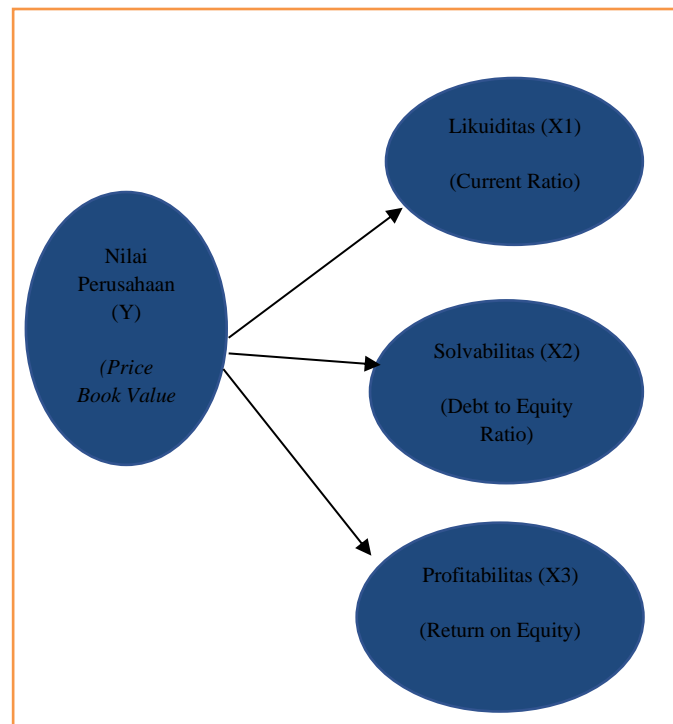 Likuiditas (X1)
(Current Ratio)
Nilai
Perusahaan
(Y)
(Price
Book Value
Solvabilitas (X2)
(Debt to Equity
Ratio)
Profitabilitas (X3)
(Return on Equity)